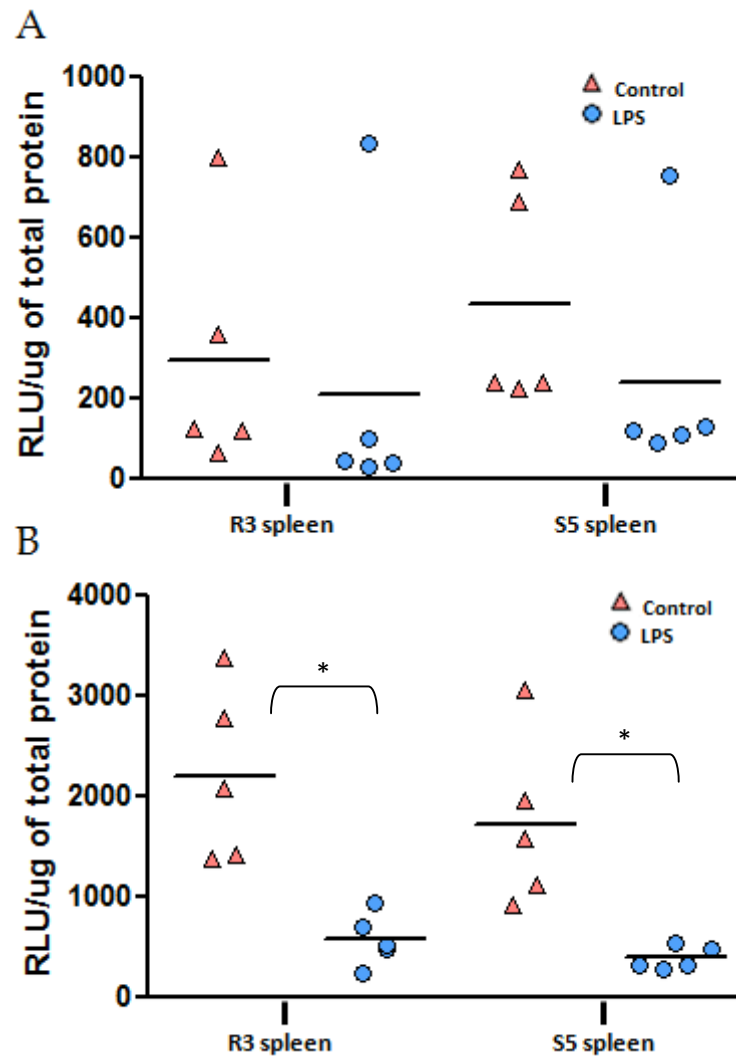 A
RLU/ug of total protein
1000
800
600
400
200
0
Control
LPS
R3 spleen
S5 spleen
B
RLU/ug of total protein
4000
3000
2000
1000
0
Control
LPS
*
*
R3 spleen
S5 spleen